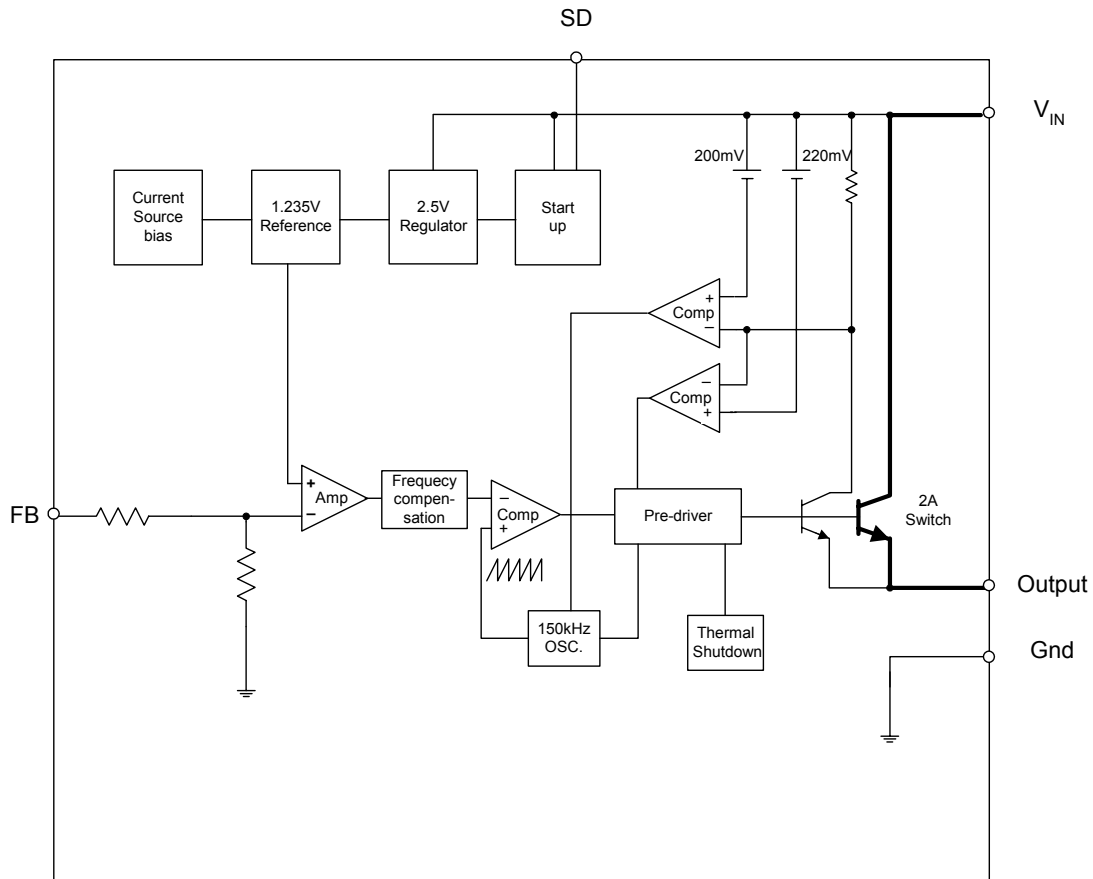 SD
V_IN
200mV
220mV
Current
Source
bias
1.235V
Reference
2.5V
Regulator
Start
up
+
Comp
−
−
Comp
+
FB
+
Amp
−
Frequecy
compen-
sation
−
Comp
+
Pre-driver
2A
Switch
150kHz
OSC.
Thermal
Shutdown
Output
Gnd